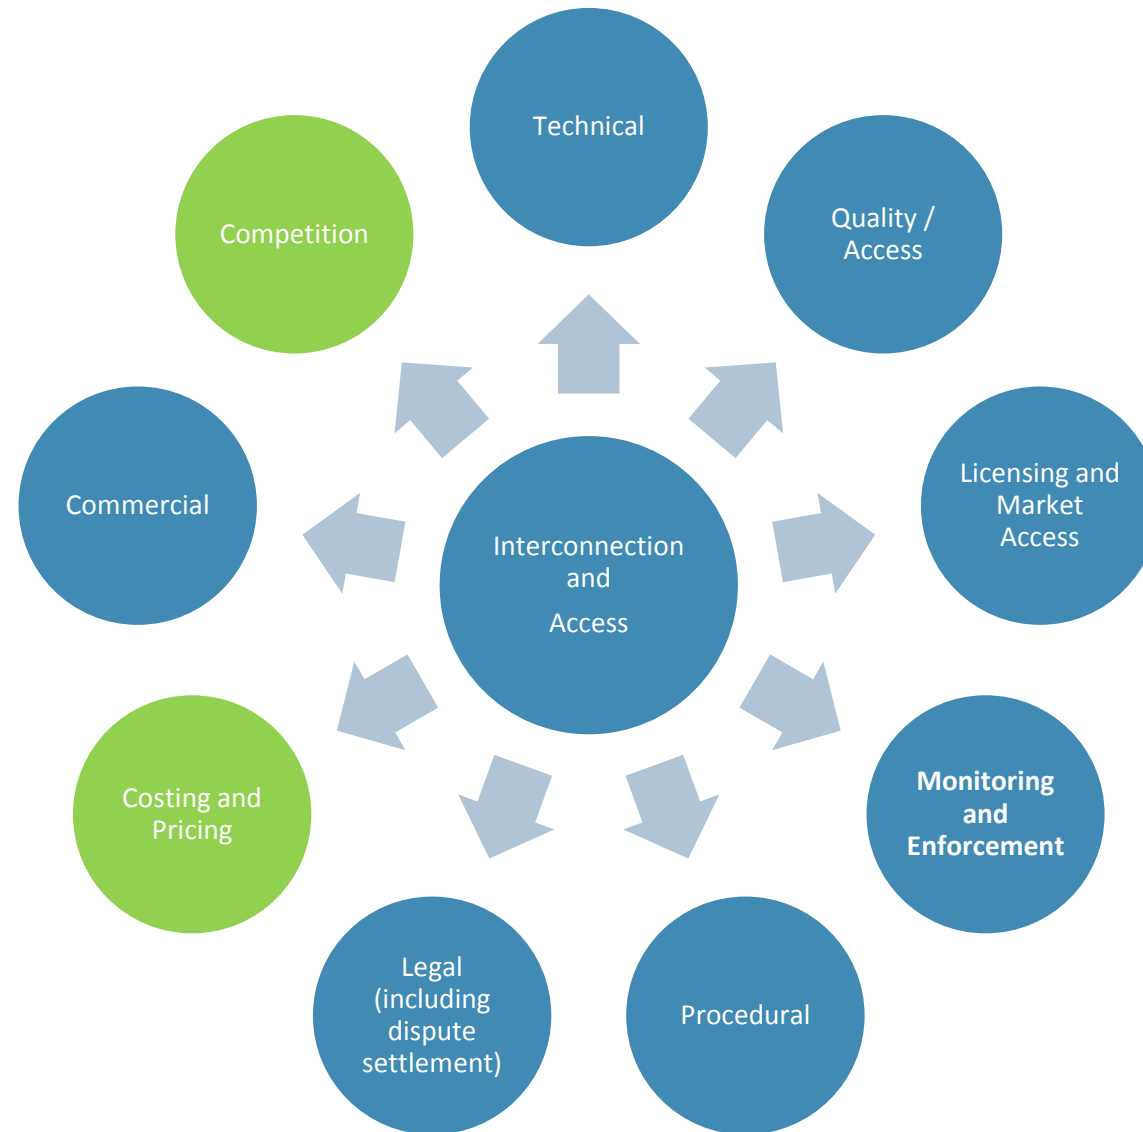 Technical
Quality /
Access
Licensing and
Market
Access
Monitoring
and
Enforcement
Procedural
Legal
(including
dispute
settlement)
Costing and
Pricing
Commercial
Competition
Interconnection
and
Access